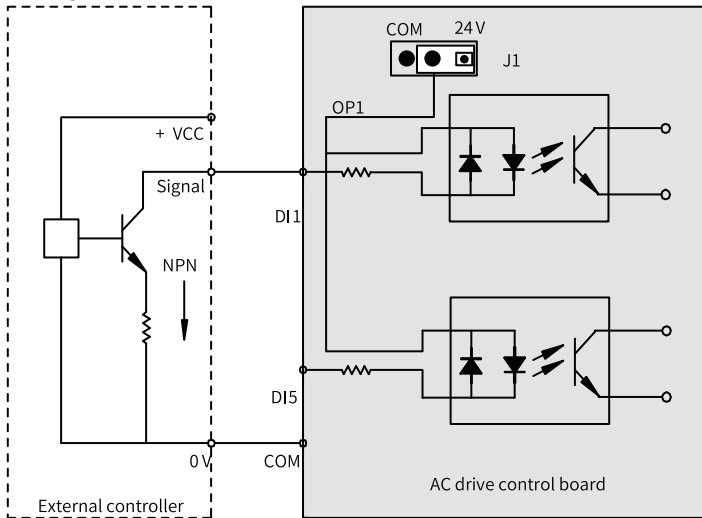 COM 24 V
J1
OP1
+ VCC
Signal
DI1
NPN
DI5
0 V COM
External controller
AC drive control board